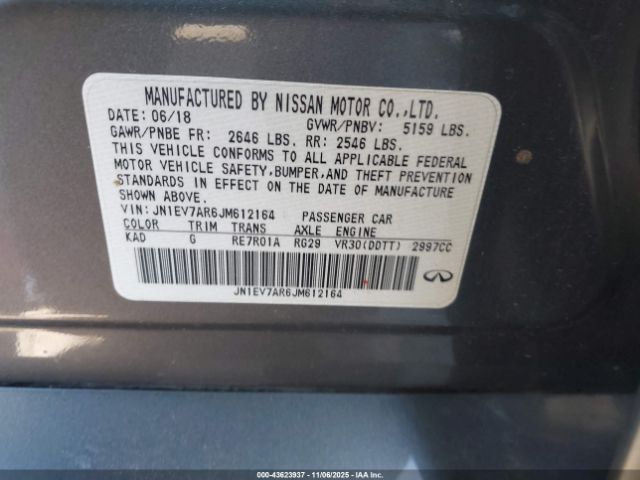 MANUFACTURED BY NISSAN MOTOR CO.,LTD.
DATE: 06/18 GVWR/PNBV: 5159 LBS.
GAWR/PNBE FR: 2646 LBS. RR: 2546 LBS.
THIS VEHICLE CONFORMS TO ALL APPLICABLE FEDERAL
MOTOR VEHICLE SAFETY,BUMPER,AND THEFT PREVENTION
STANDARDS IN EFFECT ON THE DATE OF MANUFACTURE
SHOWN ABOVE.
VIN: JN1EV7AR6JM612164 PASSENGER CAR
COLOR TRIM TRANS AXLE ENGINE
KAD G RE7R01A RG29 VR30(DDTT) 2997CC
JN1EV7AR6JM612164
000-43623937 - 11/06/2025 - IAAI.CA